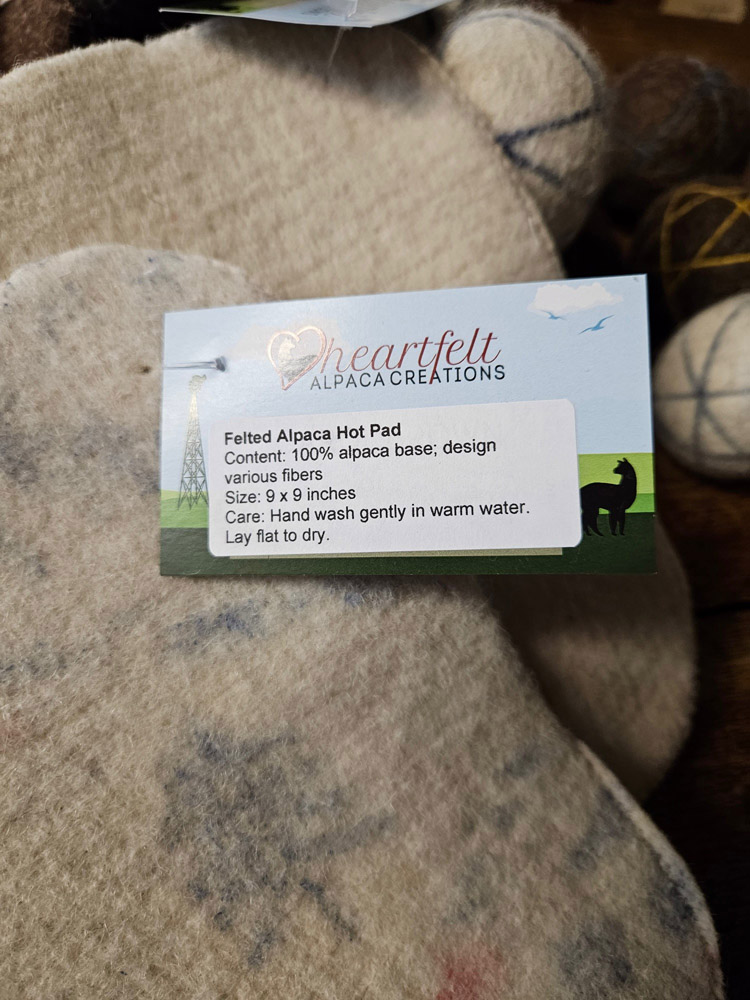 heartfelt
ALPACA CREATIONS
Felted Alpaca Hot Pad
Content: 100% alpaca base; design
various fibers
Size: 9 x 9 inches
Care: Hand wash gently in warm water.
Lay flat to dry.